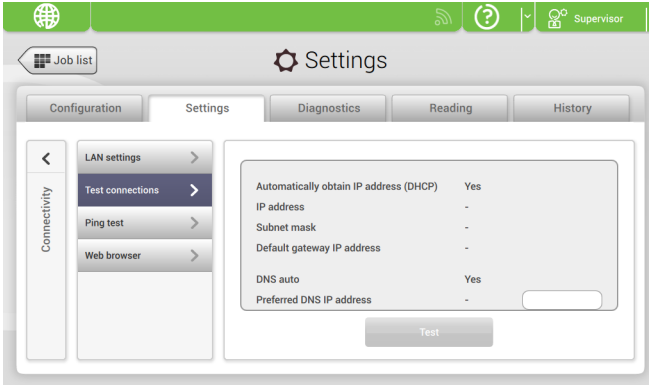 Supervisor
Job list
Settings
Configuration
Settings
Diagnostics
Reading
History
Connectivity
LAN settings
Test connections
Ping test
Web browser
Automatically obtain IP address (DHCP) Yes
IP address -
Subnet mask -
Default gateway IP address -
DNS auto Yes
Preferred DNS IP address -
Test